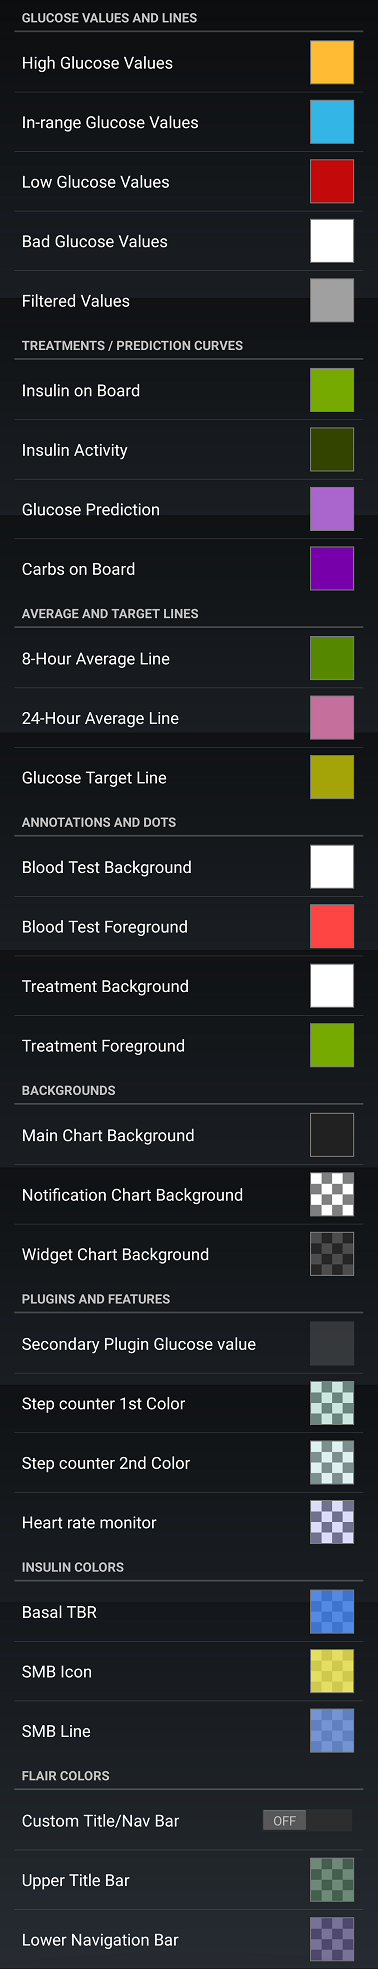 GLUCOSE VALUES AND LINES
High Glucose Values
In-range Glucose Values
Low Glucose Values
Bad Glucose Values
Filtered Values
TREATMENTS / PREDICTION CURVES
Insulin on Board
Insulin Activity
Glucose Prediction
Carbs on Board
AVERAGE AND TARGET LINES
8-Hour Average Line
24-Hour Average Line
Glucose Target Line
ANNOTATIONS AND DOTS
Blood Test Background
Blood Test Foreground
Treatment Background
Treatment Foreground
BACKGROUNDS
Main Chart Background
Notification Chart Background
Widget Chart Background
PLUGINS AND FEATURES
Secondary Plugin Glucose value
Step counter 1st Color
Step counter 2nd Color
Heart rate monitor
INSULIN COLORS
Basal TBR
SMB Icon
SMB Line
FLAIR COLORS
Custom Title/Nav Bar OFF
Upper Title Bar
Lower Navigation Bar